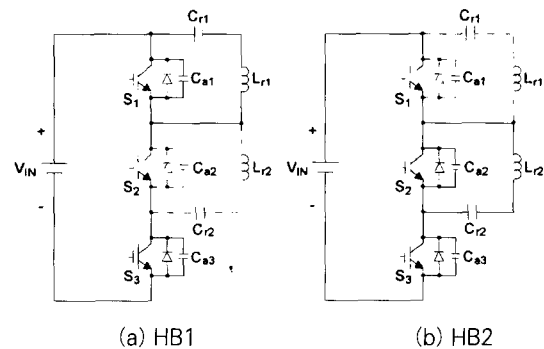 Cr1
Lr1
Ca1
S1
+
VIN
-
Lr2
Ca2
S2
Cr2
Ca3
S3
(a) HB1
Cr1
Lr1
Ca1
S1
+
VIN
-
Lr2
Ca2
S2
Cr2
Ca3
S3
(b) HB2